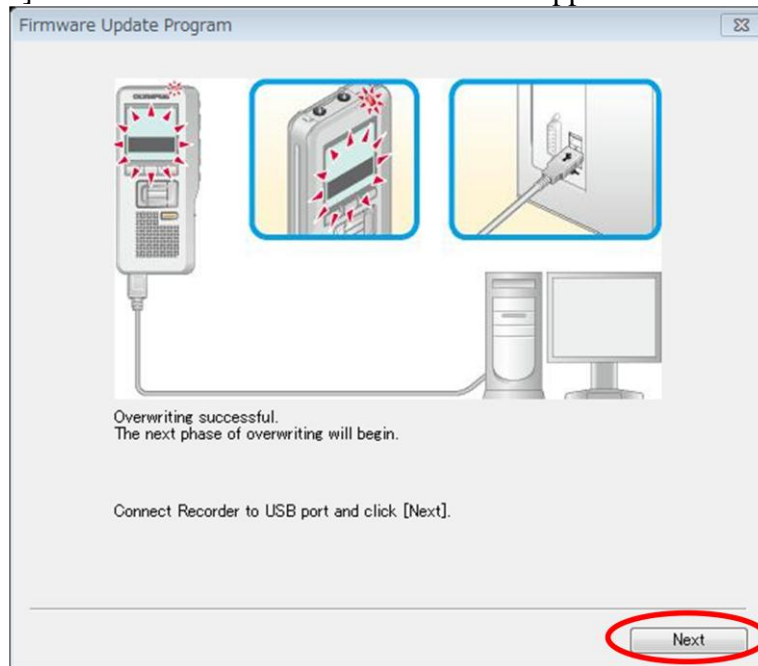 Firmware Update Program
OLYMPUS
Overwriting successful.
The next phase of overwriting will begin.
Connect Recorder to USB port and click [Next].
Next